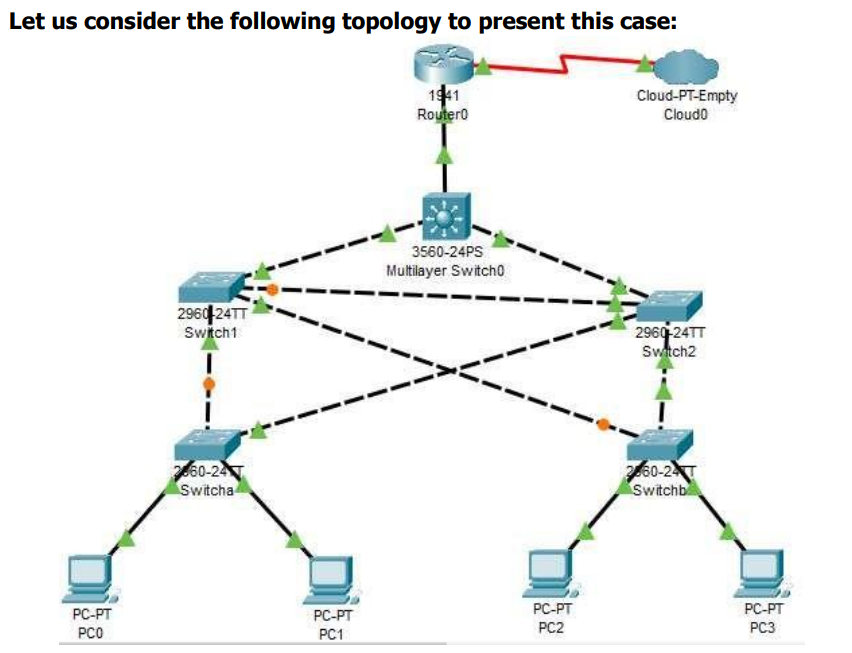 Let us consider the following topology to present this case:
1941
Router0
Cloud-PT-Empty
Cloud0
3560-24PS
Multilayer Switch0
2960-24TT
Switch1
2960-24TT
Switch2
2960-24TT
Switcha
2960-24TT
Switchb
PC-PT
PC0
PC-PT
PC1
PC-PT
PC2
PC-PT
PC3